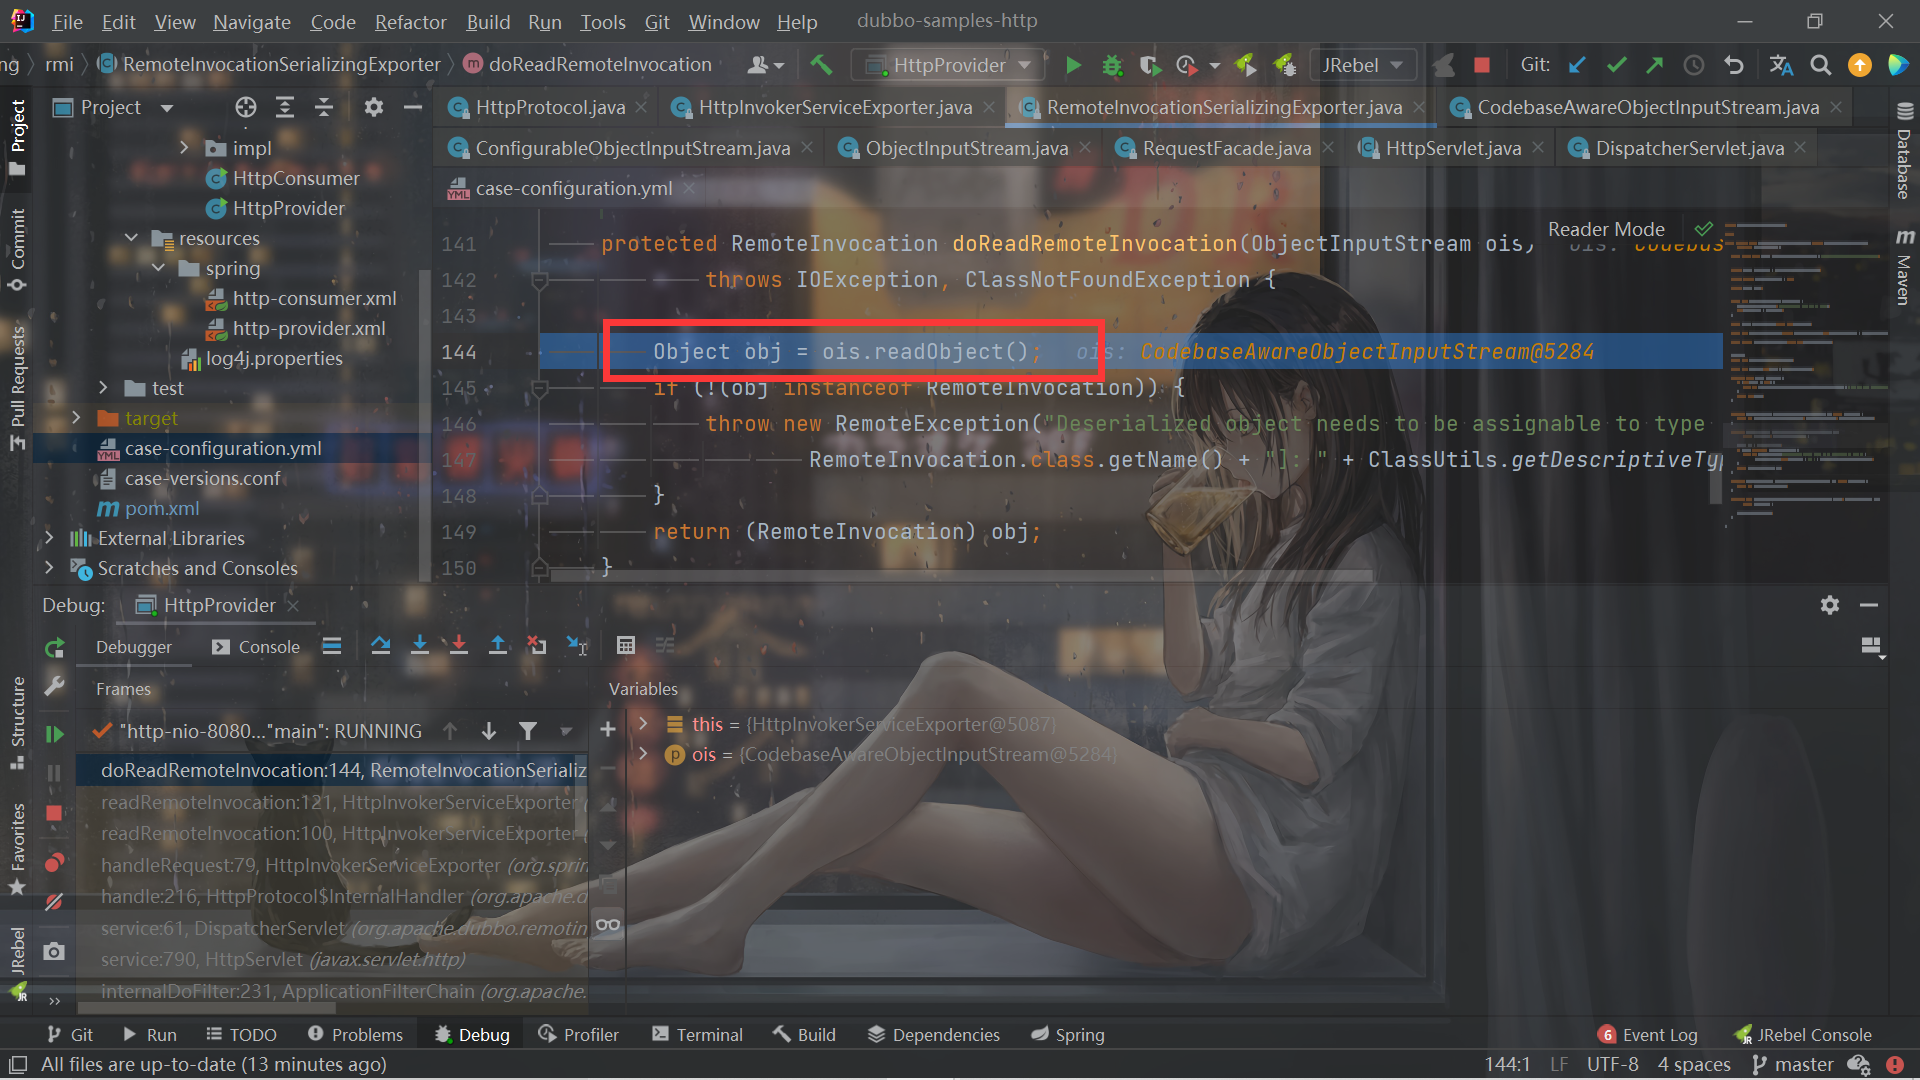 File Edit View Navigate Code Refactor Build Run Tools Git Window Help dubbo-samples-http
ng rmi RemoteInvocationSerializingExporter doReadRemoteInvocation HttpProvider JRebel Git:
Project HttpProtocol.java HttpInvokerServiceExporter.java RemoteInvocationSerializingExporter.java CodebaseAwareObjectInputStream.java
ConfigurableObjectInputStream.java ObjectInputStream.java RequestFacade.java HttpServlet.java DispatcherServlet.java
case-configuration.yml
Project
Commit
Pull Requests
Structure
Favorites
JRebel
impl
HttpConsumer
HttpProvider
resources
spring
http-consumer.xml
http-provider.xml
log4j.properties
test
target
case-configuration.yml
case-versions.conf
pom.xml
External Libraries
Scratches and Consoles
Reader Mode
141 protected RemoteInvocation doReadRemoteInvocation(ObjectInputStream ois)
142 throws IOException, ClassNotFoundException {
143
144 Object obj = ois.readObject(); ois: CodebaseAwareObjectInputStream@5284
145 if (!(obj instanceof RemoteInvocation)) {
146 throw new RemoteException("Deserialized object needs to be assignable to type
147 RemoteInvocation.class.getName() + "]: " + ClassUtils.getDescriptiveTyp
148 }
149 return (RemoteInvocation) obj;
150 }
Database
Maven
Debug: HttpProvider
Debugger Console
Frames Variables
"http-nio-8080..."main": RUNNING
doReadRemoteInvocation:144, RemoteInvocationSerializ
readRemoteInvocation:121, HttpInvokerServiceExporter (
readRemoteInvocation:100, HttpInvokerServiceExporter (
handleRequest:79, HttpInvokerServiceExporter (org.sprin
handle:216, HttpProtocol$InternalHandler (org.apache.d
service:61, DispatcherServlet (org.apache.dubbo.remotin
service:790, HttpServlet (javax.servlet.http)
internalDoFilter:231, ApplicationFilterChain (org.apache.
this = {HttpInvokerServiceExporter@5087}
ois = {CodebaseAwareObjectInputStream@5284}
Git Run TODO Problems Debug Profiler Terminal Build Dependencies Spring 6 Event Log JRebel Console
All files are up-to-date (13 minutes ago) 144:1 LF UTF-8 4 spaces master